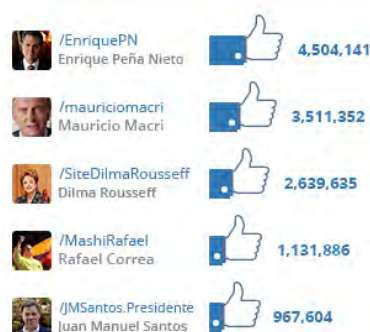 /EnriquePN
Enrique Peña Nieto
4,504,141
/mauriciomacri
Mauricio Macri
3,511,352
/SiteDilmaRousseff
Dilma Rousseff
2,639,635
/MashiRafael
Rafael Correa
1,131,886
/JMSantos.Presidente
Juan Manuel Santos
967,604